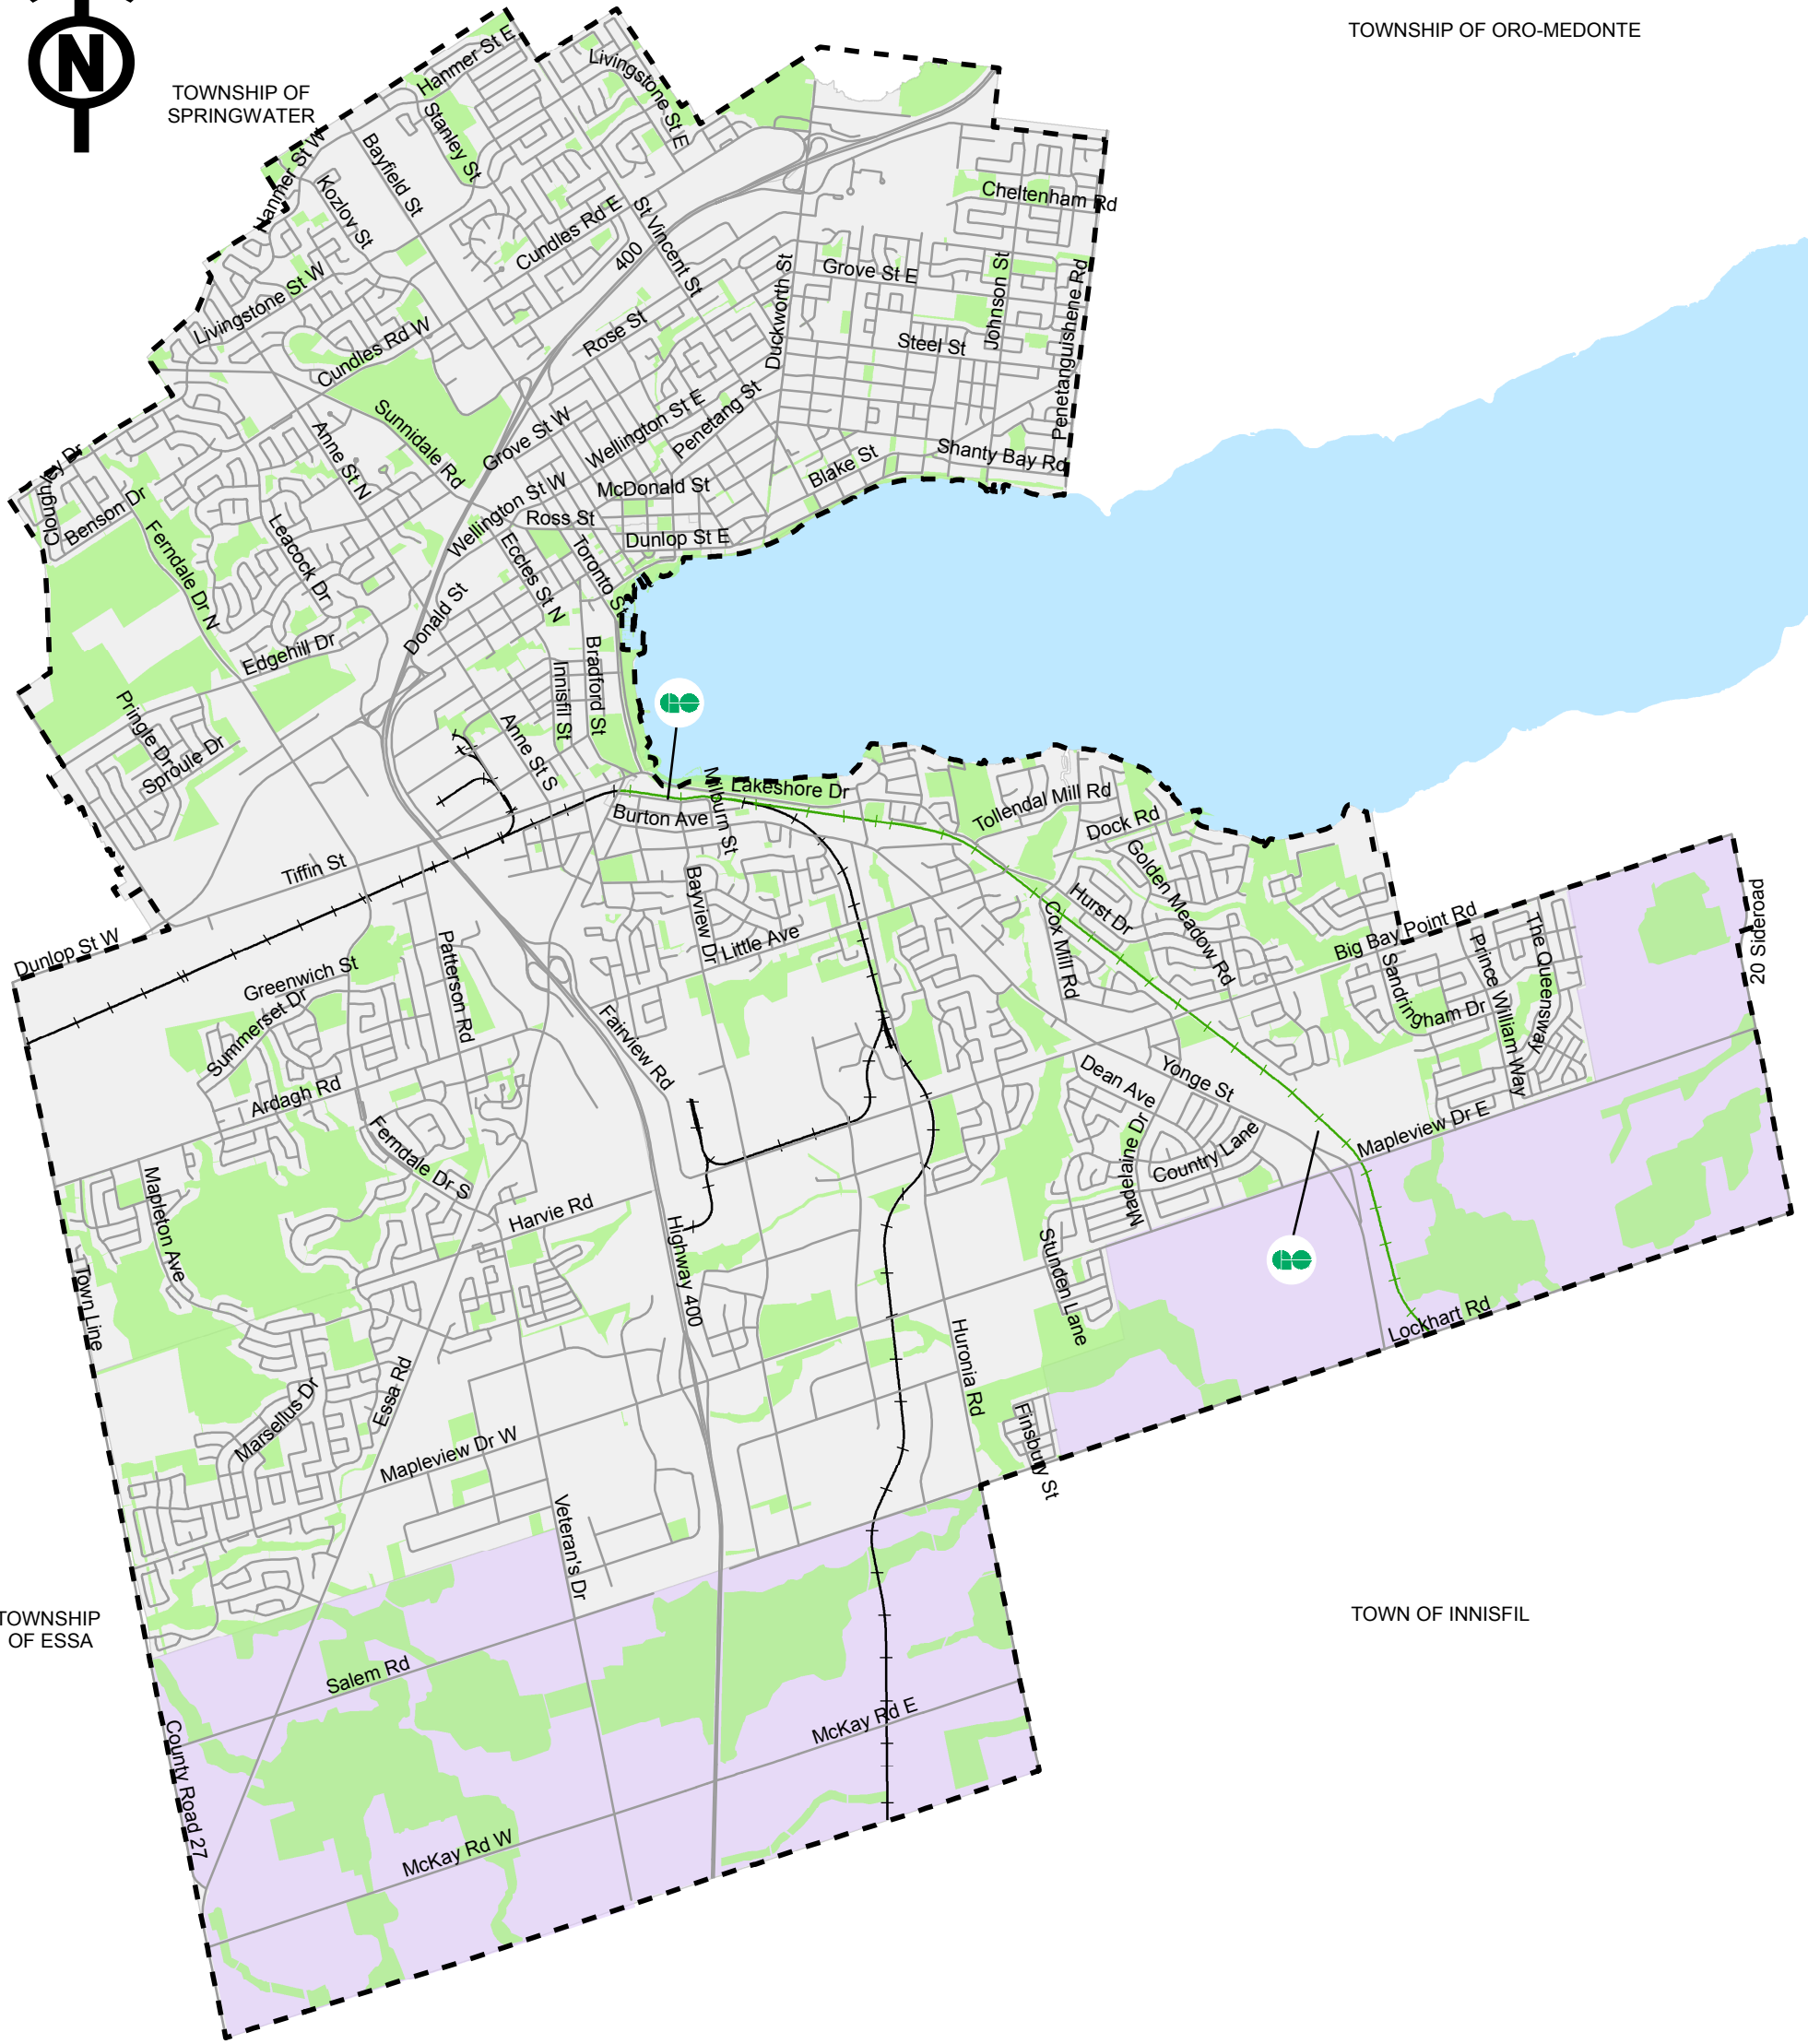 N
TOWNSHIP OF ORO-MEDONTE
TOWNSHIP OF
SPRINGWATER
Hanmer St E
Livingstone St E
Stanley St
Bayfield St
Hanmer St W
Kozlov St
Cheltenham Rd
St Vincent St
Cundles Rd E
400
Livingstone St W
Cundles Rd W
Rose St
Duckworth St
Grove St E
Johnson St
Penetanguishene Rd
Steel St
Sunnidale Rd
Anne St N
Grove St W
Wellington St E
Penetang St
Shanty Bay Rd
Blake St
McDonald St
Wellington St W
Ross St
Dunlop St E
Benson Dr
Ferndale Dr N
Leacock Dr
Eccles St N
Toronto St
Donald St
Edgehill Dr
Bradford St
Innisfil St
Pringle Dr
Sproule Dr
Anne St S
Lakeshore Dr
Milburn St
Burton Ave
Tollendal Mill Rd
Dock Rd
Golden Meadow Rd
Tiffin St
Bayview Dr
Little Ave
Hurst Dr
Cox Mill Rd
Big Bay Point Rd
20 Sideroad
Dunlop St W
Patterson Rd
Greenwich St
Summerset Dr
Sandringham Dr
Prince William Way
The Queensway
Fairview Rd
Ardagh Rd
Dean Ave
Yonge St
Mapleview Dr E
Ferndale Dr S
Maplelaine Dr
Country Lane
Mapleton Ave
Harvie Rd
Highway 400
Stunden Lane
Town Line
GO
GO
Lockhart Rd
Huronia Rd
Essa Rd
Marsellus Dr
Finsbury St
Mapleview Dr W
Veteran's Dr
TOWNSHIP
OF ESSA
TOWN OF INNISFIL
Salem Rd
McKay Rd E
County Road 27
McKay Rd W